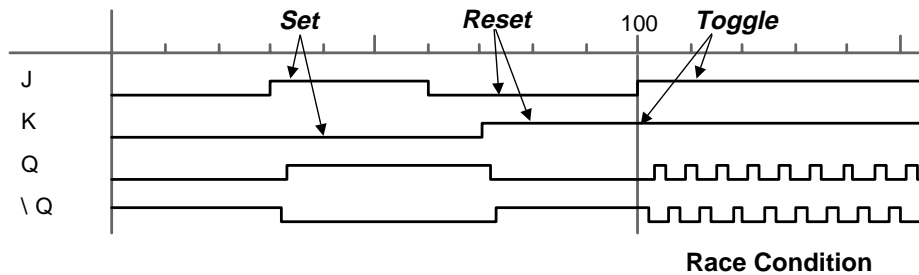 Set Reset 100 Toggle
J
K
Q
\ Q
Race Condition